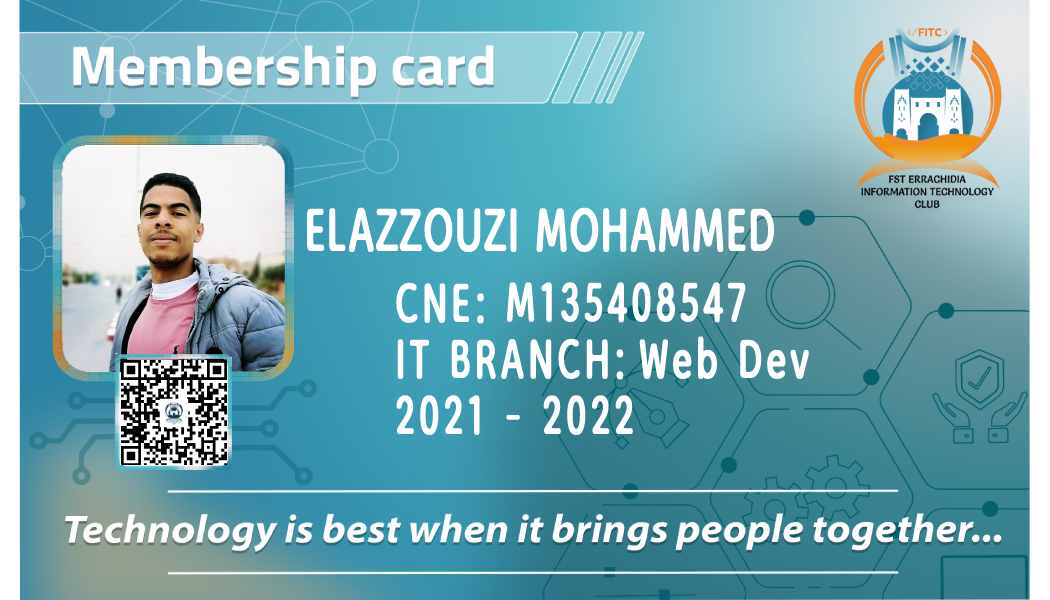 Membership card
</FITC>
FST ERRACHIDIA
INFORMATION TECHNOLOGY
CLUB
ELAZZOUZI MOHAMMED
CNE: M135408547
IT BRANCH: Web Dev
2021 - 2022
Technology is best when it brings people together...